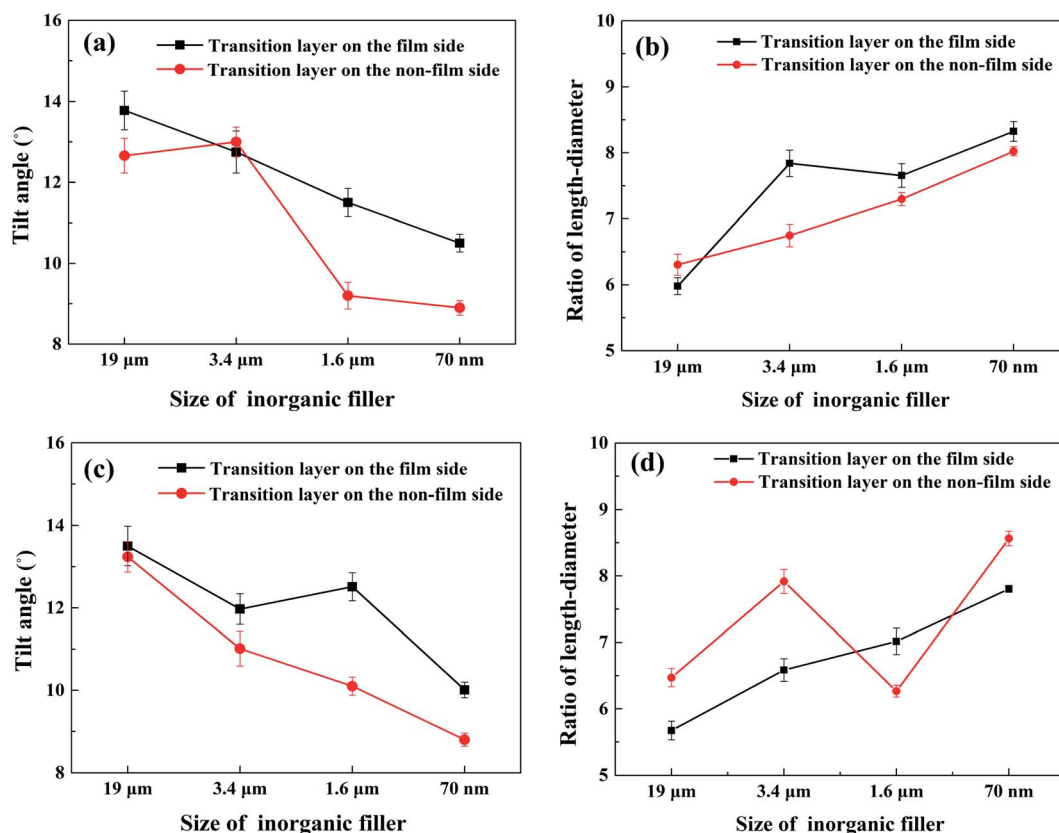 (a)
Transition layer on the film side
Transition layer on the non-film side
16
14
12
10
8
Tilt angle (°)
19 μm 3.4 μm 1.6 μm 70 nm
Size of inorganic filler
(b)
Transition layer on the film side
Transition layer on the non-film side
10
9
8
7
6
5
Ratio of length-diameter
19 μm 3.4 μm 1.6 μm 70 nm
Size of inorganic filler
(c)
Transition layer on the film side
Transition layer on the non-film side
16
14
12
10
8
Tilt angle (°)
19 μm 3.4 μm 1.6 μm 70 nm
Size of inorganic filler
(d)
Transition layer on the film side
Transition layer on the non-film side
10
9
8
7
6
5
Ratio of length-diameter
19 μm 3.4 μm 1.6 μm 70 nm
Size of inorganic filler